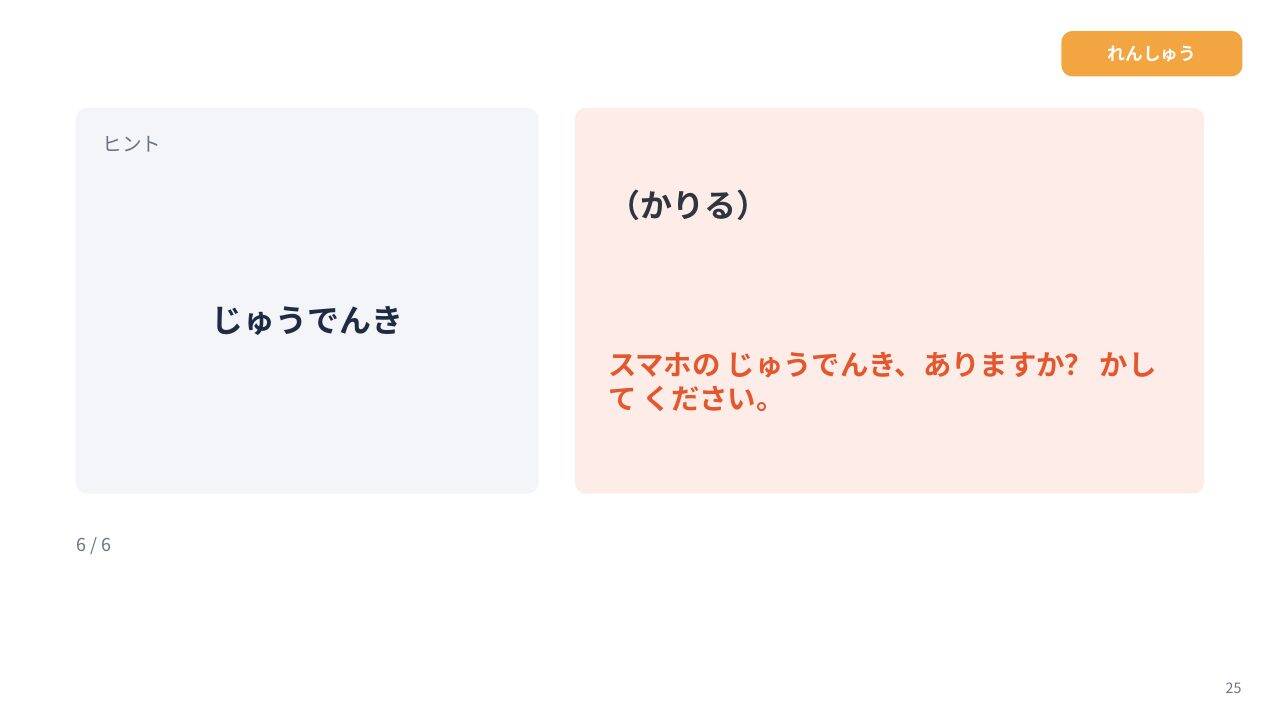 れんしゅう
ヒント
じゅうでんき
（かりる）
スマホの じゅうでんき、ありますか？ かし
て ください。
6 / 6
25